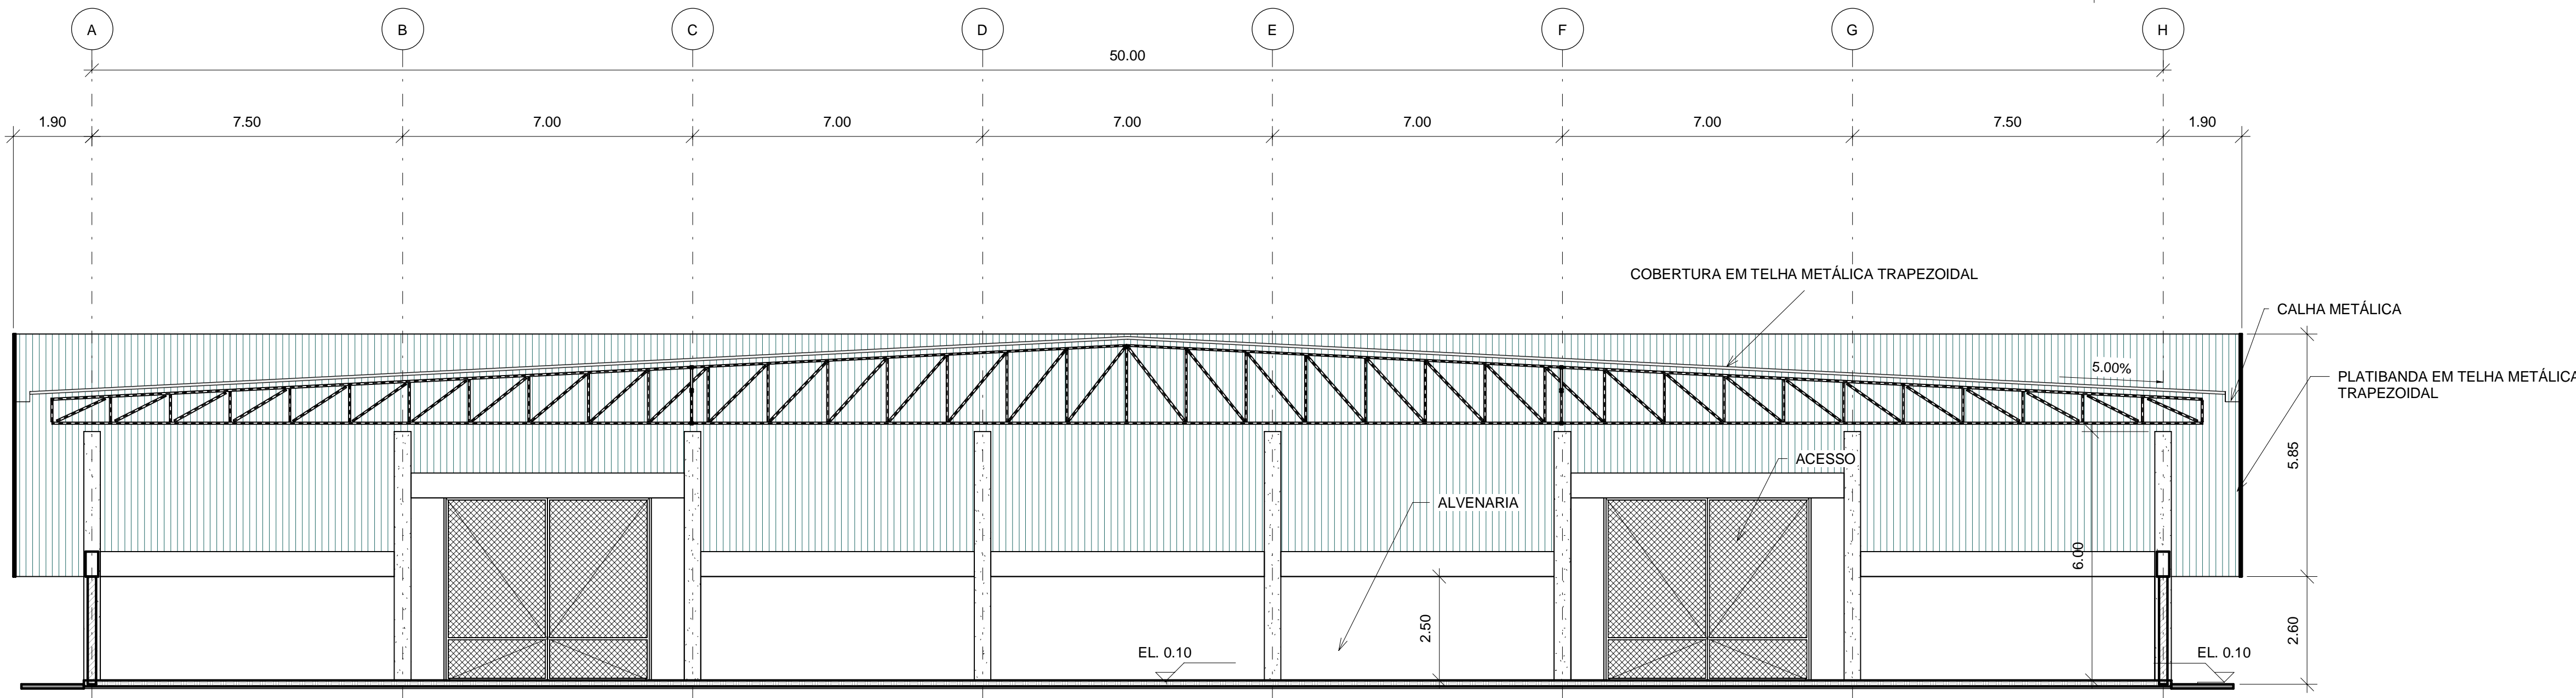 A
B
C
D
E
F
G
H
50.00
1.90
7.50
7.00
7.00
7.00
7.00
7.00
7.50
1.90
COBERTURA EM TELHA METÁLICA TRAPEZOIDAL
CALHA METÁLICA
5.00%
PLATIBANDA EM TELHA METÁLICA
TRAPEZOIDAL
5.85
ACESSO
ALVENARIA
6.00
2.50
2.60
EL. 0.10
EL. 0.10